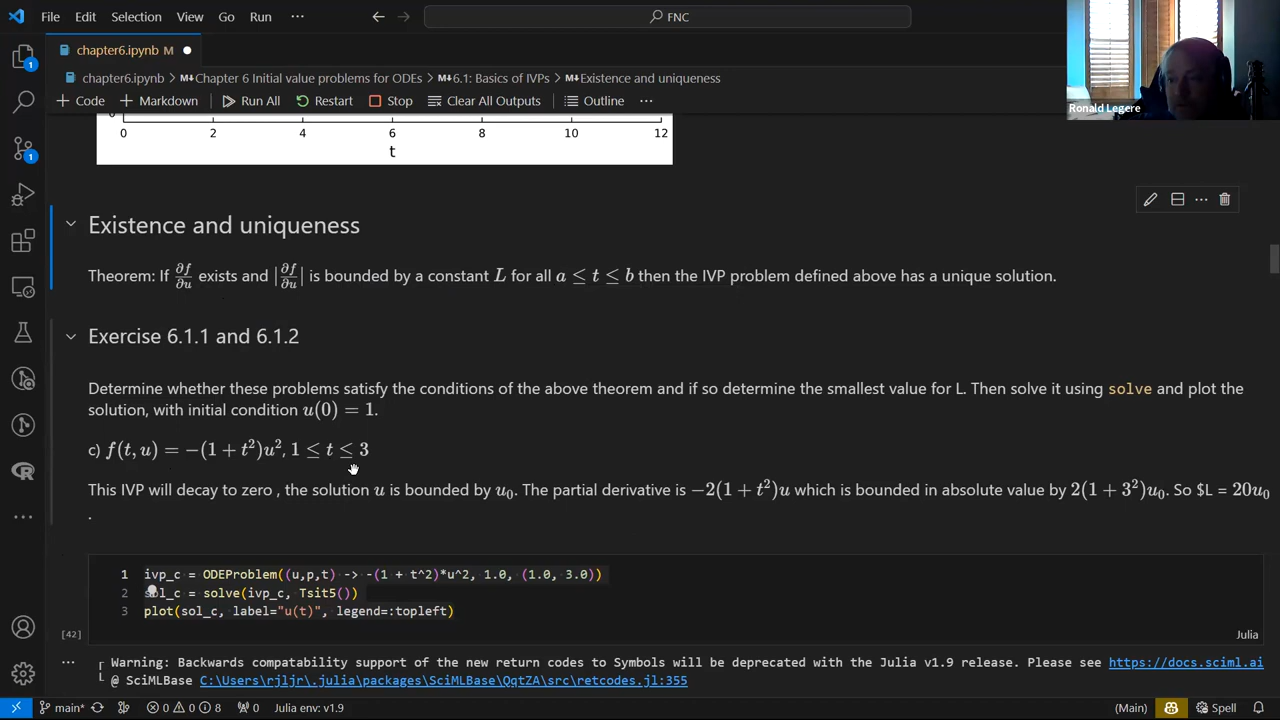 File Edit Selection View Go Run ··· FNC
chapter6.ipynb M
chapter6.ipynb > M↓Chapter 6: Initial value problems for ODEs > M↓6.1: Basics of IVPs > M↓Existence and uniqueness
+ Code + Markdown Run All Restart Stop Clear All Outputs Outline ···
Ronald Legere
0
0 2 4 6 8 10 12
t
Existence and uniqueness
Theorem: If ∂f/∂u exists and |∂f/∂u| is bounded by a constant L for all a ≤ t ≤ b then the IVP problem defined above has a unique solution.
Exercise 6.1.1 and 6.1.2
Determine whether these problems satisfy the conditions of the above theorem and if so determine the smallest value for L. Then solve it using solve and plot the
solution, with initial condition u(0) = 1.
c) f(t, u) = −(1 + t²)u², 1 ≤ t ≤ 3
This IVP will decay to zero , the solution u is bounded by u₀. The partial derivative is −2(1 + t²)u which is bounded in absolute value by 2(1 + 3²)u₀. So $L = 20u₀
.
1 ivp_c = ODEProblem((u,p,t) -> -(1 + t^2)*u^2, 1.0, (1.0, 3.0))
2 sol_c = solve(ivp_c, Tsit5())
3 plot(sol_c, label="u(t)", legend=:topleft)
[42] Julia
··· ┌ Warning: Backwards compatability support of the new return codes to Symbols will be deprecated with the Julia v1.9 release. Please see https://docs.sciml.ai
└ @ SciMLBase C:\Users\rjljr\.julia\packages\SciMLBase\QqtZA\src\retcodes.jl:355
1
1
main* 0 0 8 0 Julia env: v1.9 (Main) Spell